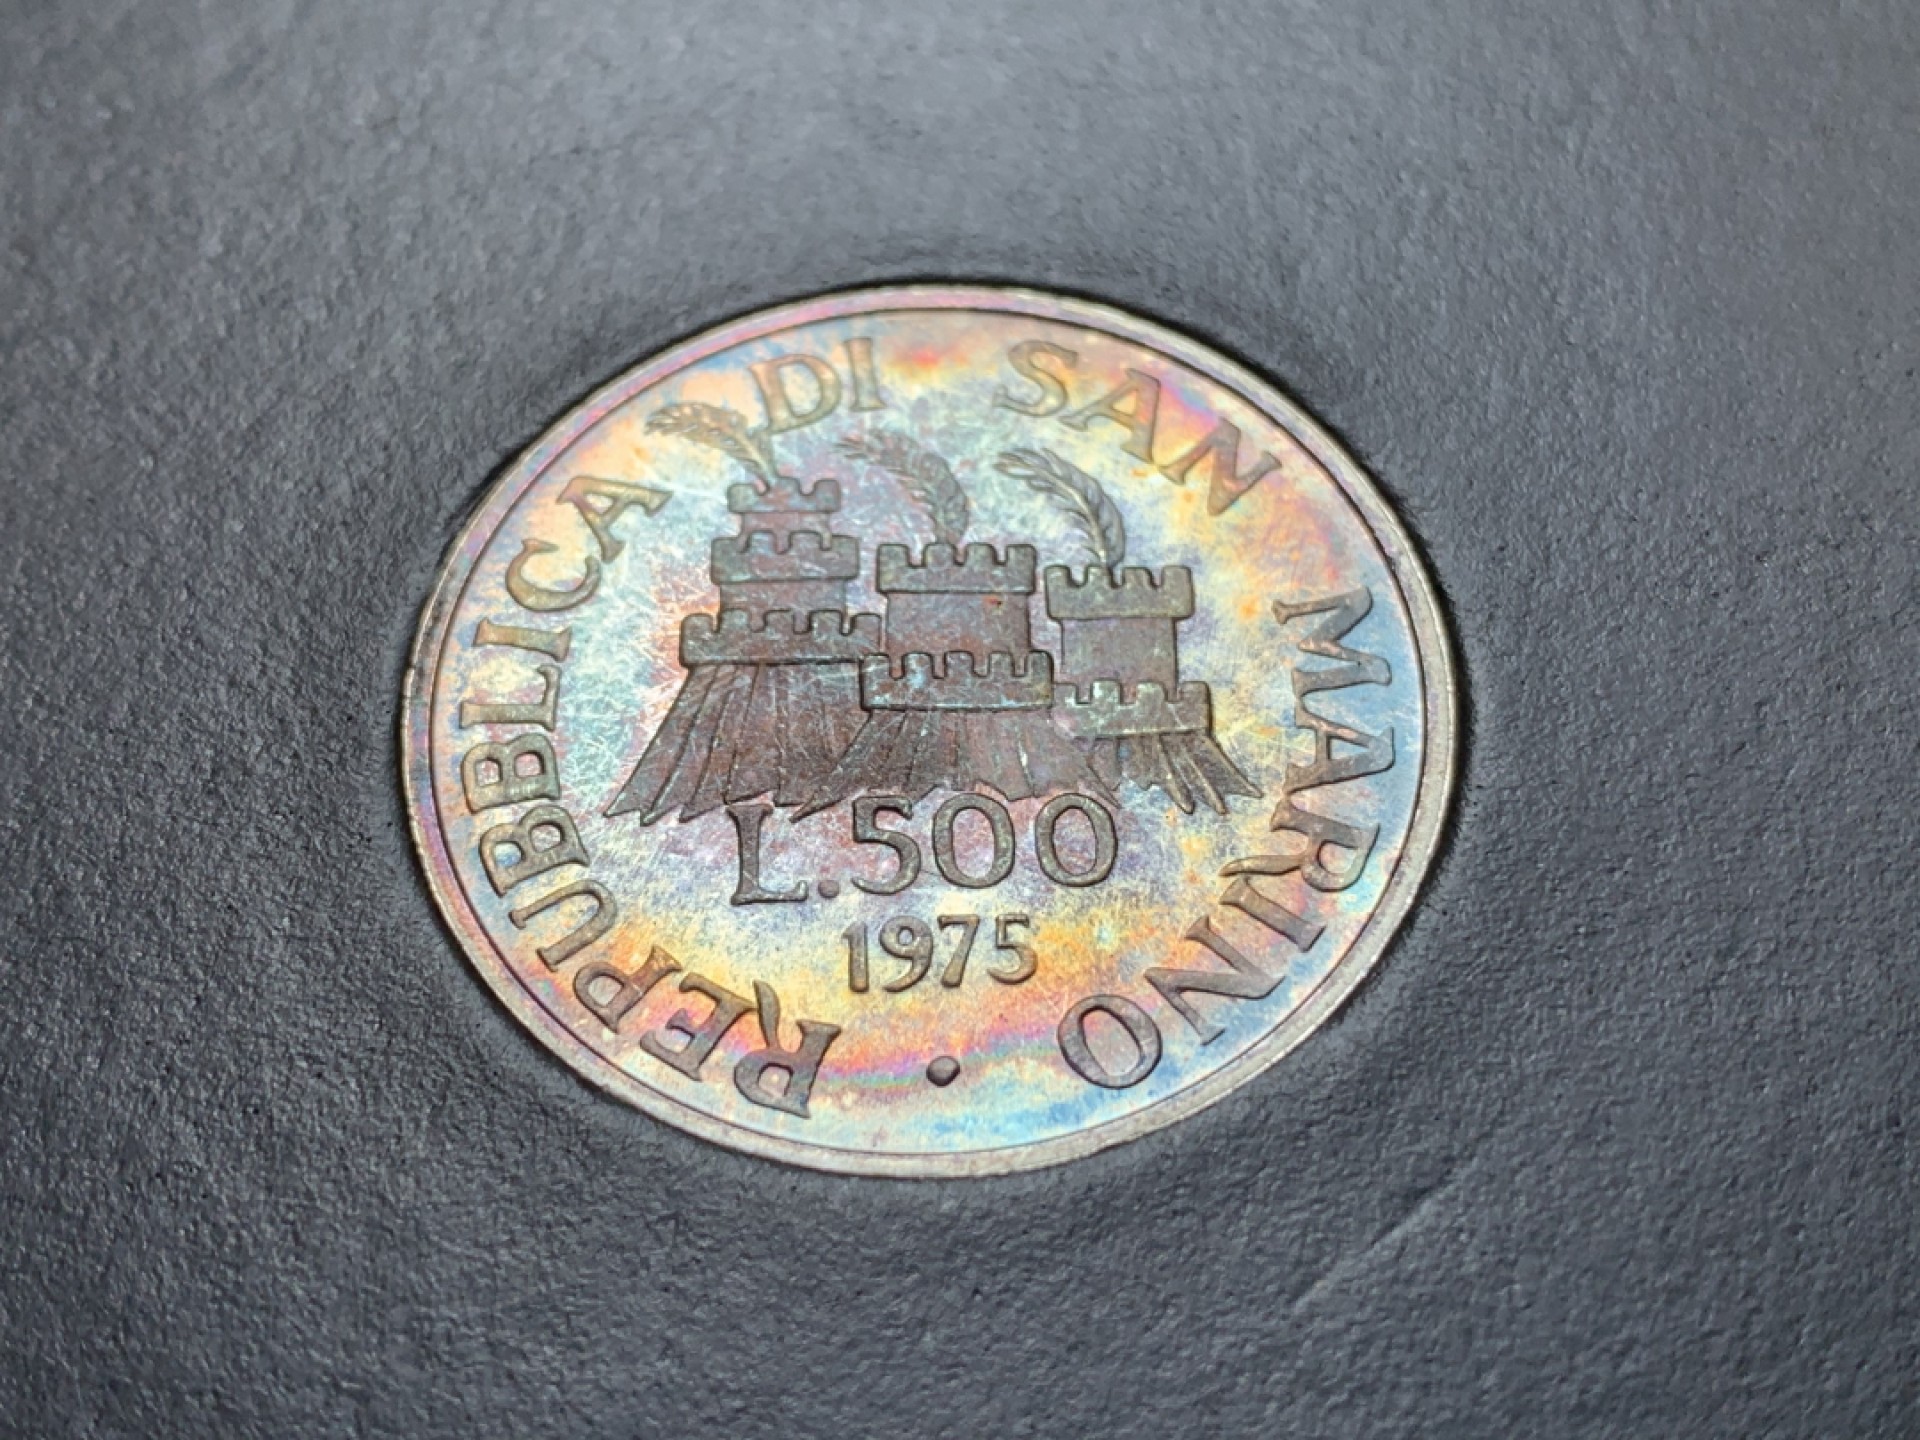 REPUBBLICA DI SAN MARINO •
L.500
1975